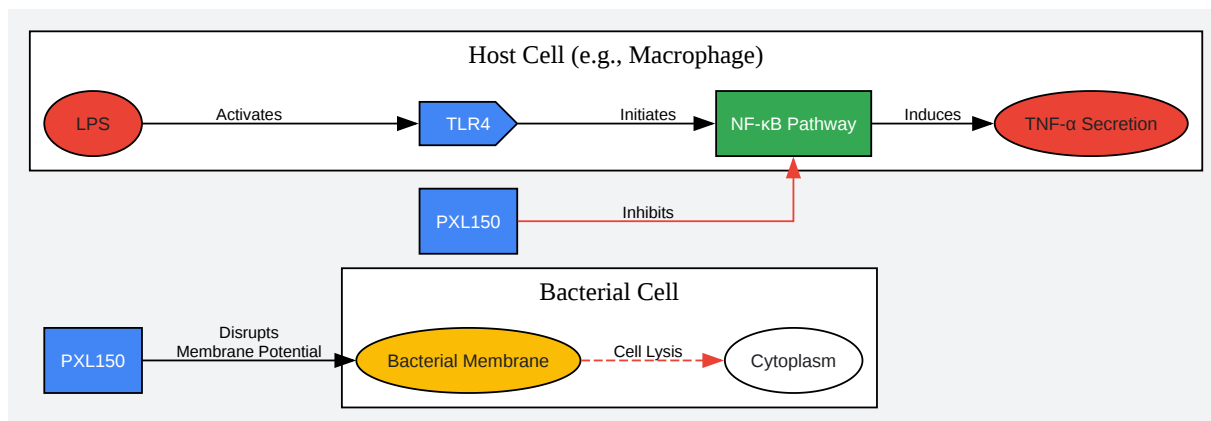 Host Cell (e.g., Macrophage)
LPS
Activates
TLR4
Initiates
NF-κB Pathway
Induces
TNF-α Secretion
PXL150
Inhibits
Bacterial Cell
PXL150
Disrupts
Membrane Potential
Bacterial Membrane
Cell Lysis
Cytoplasm